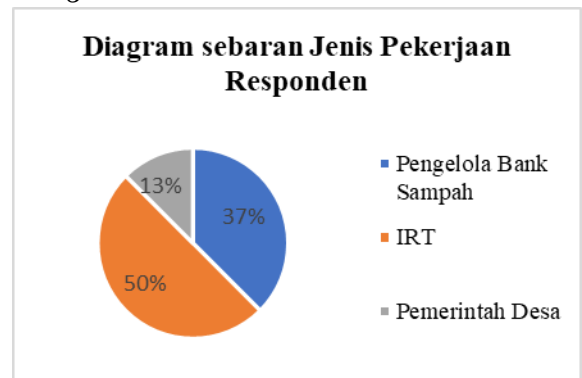 Diagram sebaran Jenis Pekerjaan
Responden
13%
37%
50%
Pengelola Bank
Sampah
IRT
Pemerintah Desa